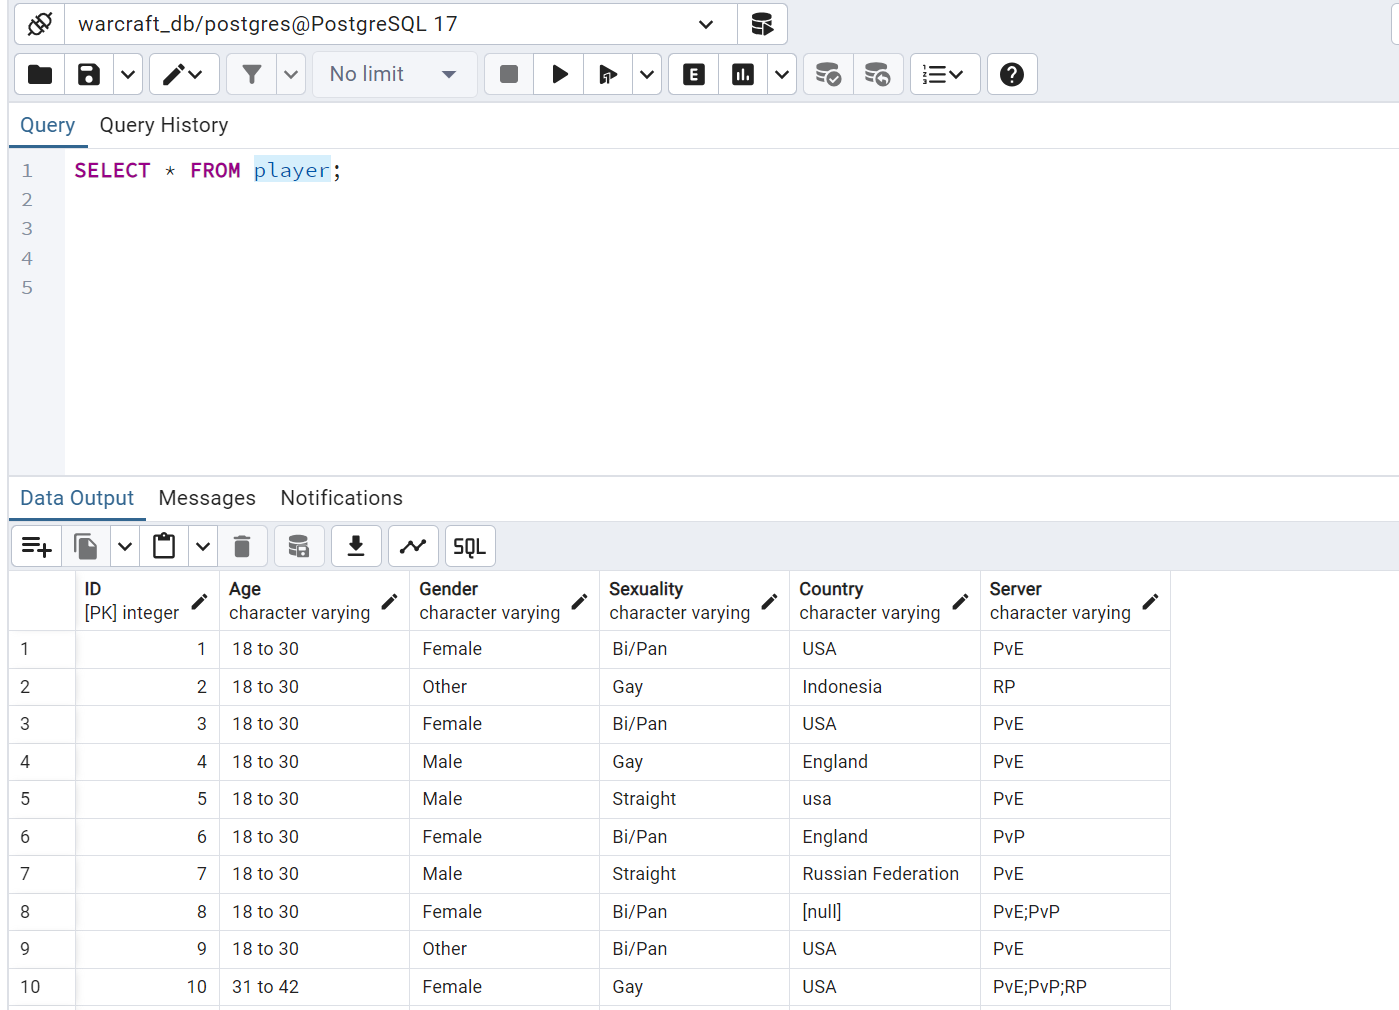 warcraft_db/postgres@PostgreSQL 17
No limit
E
Query Query History
1 SELECT * FROM player;
2
3
4
5
Data Output Messages Notifications
SQL
ID Age Gender Sexuality Country Server
[PK] integer character varying character varying character varying character varying character varying
1 1 18 to 30 Female Bi/Pan USA PvE
2 2 18 to 30 Other Gay Indonesia RP
3 3 18 to 30 Female Bi/Pan USA PvE
4 4 18 to 30 Male Gay England PvE
5 5 18 to 30 Male Straight usa PvE
6 6 18 to 30 Female Bi/Pan England PvP
7 7 18 to 30 Male Straight Russian Federation PvE
8 8 18 to 30 Female Bi/Pan [null] PvE;PvP
9 9 18 to 30 Other Bi/Pan USA PvE
10 10 31 to 42 Female Gay USA PvE;PvP;RP